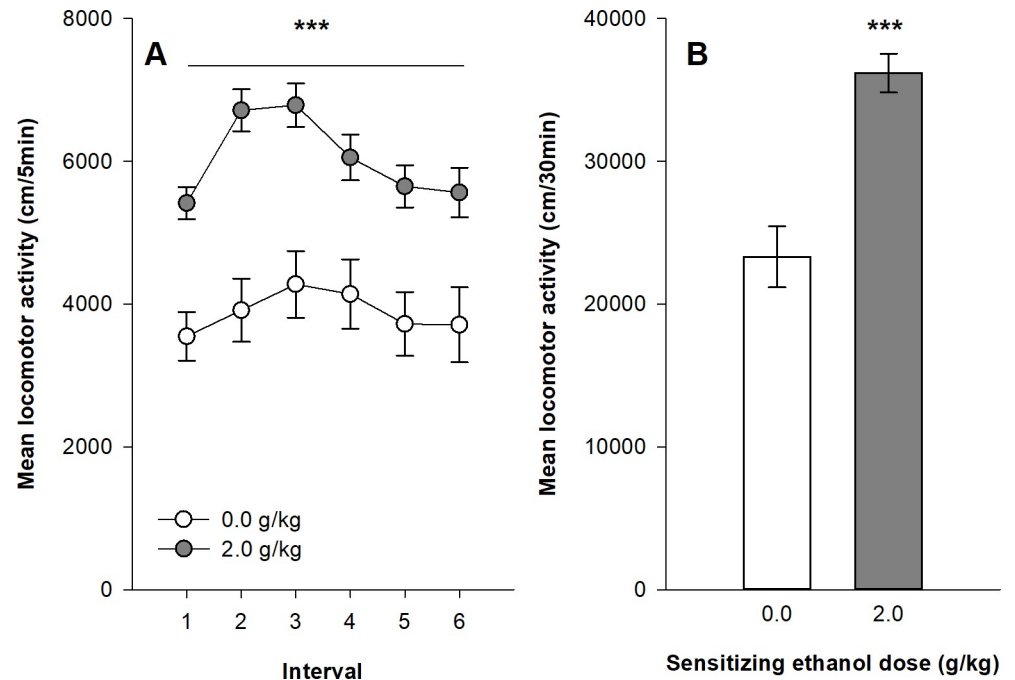 A
***
Mean locomotor activity (cm/5min)
8000
6000
4000
2000
0
0.0 g/kg
2.0 g/kg
1 2 3 4 5 6
Interval
B
***
Mean locomotor activity (cm/30min)
40000
30000
20000
10000
0
0.0 2.0
Sensitizing ethanol dose (g/kg)